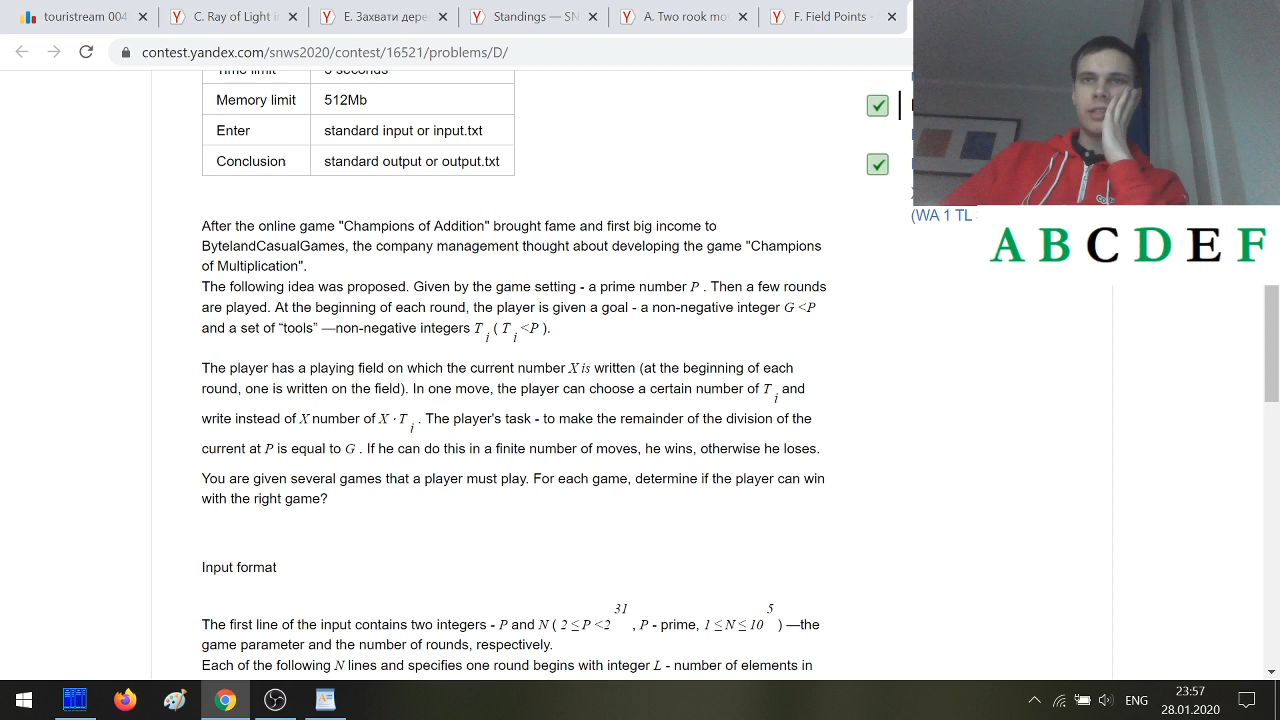 touristream 004
C. Ray of Light i
E. Захвати дере
Standings — SN
A. Two rook mo
F. Field Points -
contest.yandex.com/snws2020/contest/16521/problems/D/
Time limit 3 seconds
Memory limit 512Mb
Enter standard input or input.txt
Conclusion standard output or output.txt
(WA 1 TL
A B C D E F
After the online game "Champions of Addition" brought fame and first big income to
BytelandCasualGames, the company management thought about developing the game "Champions
of Multiplication".
The following idea was proposed. Given by the game setting - a prime number P . Then a few rounds
are played. At the beginning of each round, the player is given a goal - a non-negative integer G <P
and a set of “tools” —non-negative integers T i ( T i <P ).
The player has a playing field on which the current number X is written (at the beginning of each
round, one is written on the field). In one move, the player can choose a certain number of T i and
write instead of X number of X · T i . The player's task - to make the remainder of the division of the
current at P is equal to G . If he can do this in a finite number of moves, he wins, otherwise he loses.
You are given several games that a player must play. For each game, determine if the player can win
with the right game?
Input format
The first line of the input contains two integers - P and N ( 2 ≤ P <2 31 , P - prime, 1 ≤ N ≤ 10 5 ) —the
game parameter and the number of rounds, respectively.
Each of the following N lines and specifies one round begins with integer L - number of elements in
ENG
23:57
28.01.2020